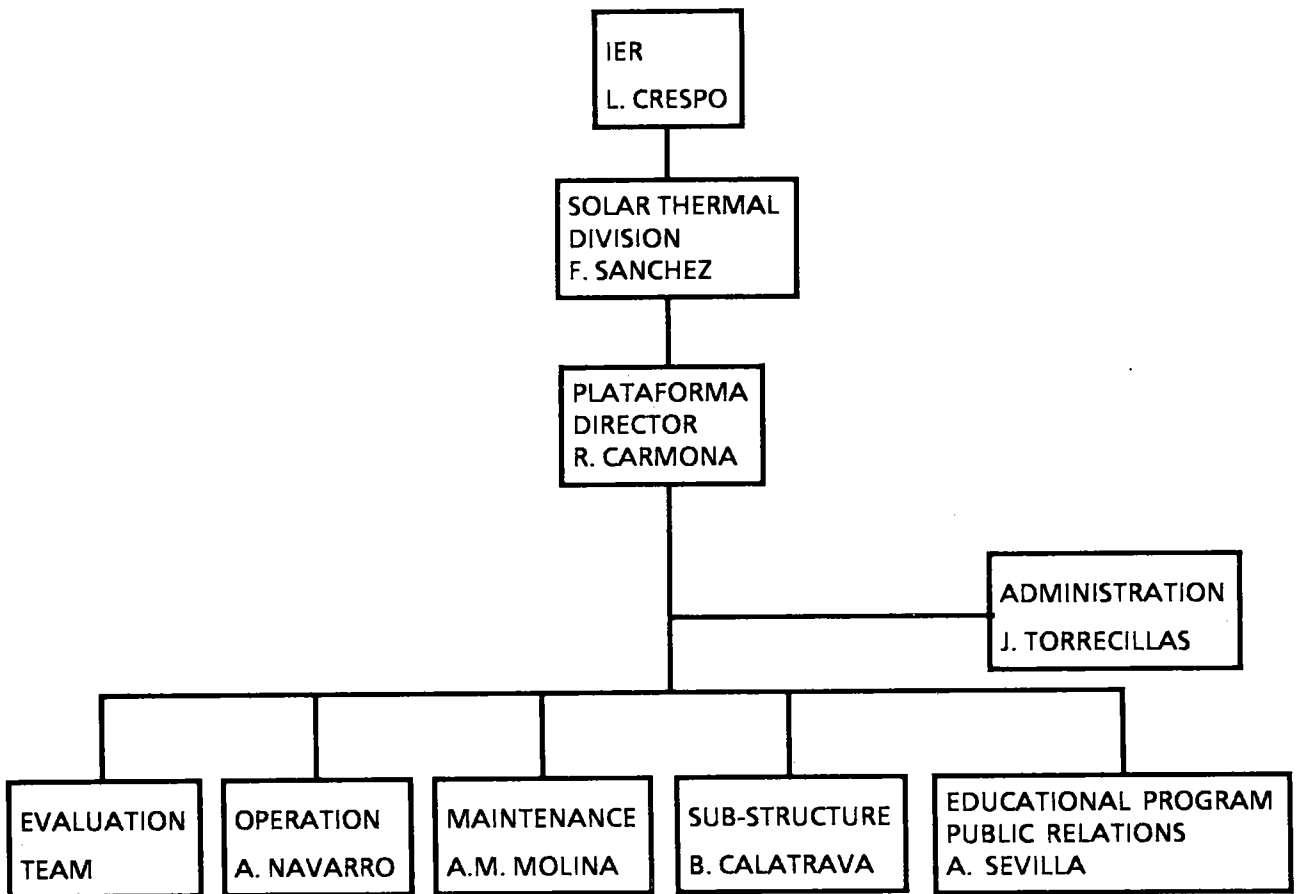 IER
L. CRESPO
SOLAR THERMAL
DIVISION
F. SANCHEZ
PLATAFORMA
DIRECTOR
R. CARMONA
ADMINISTRATION
J. TORRECILLAS
EVALUATION
TEAM
OPERATION
A. NAVARRO
MAINTENANCE
A.M. MOLINA
SUB-STRUCTURE
B. CALATRAVA
EDUCATIONAL PROGRAM
PUBLIC RELATIONS
A. SEVILLA